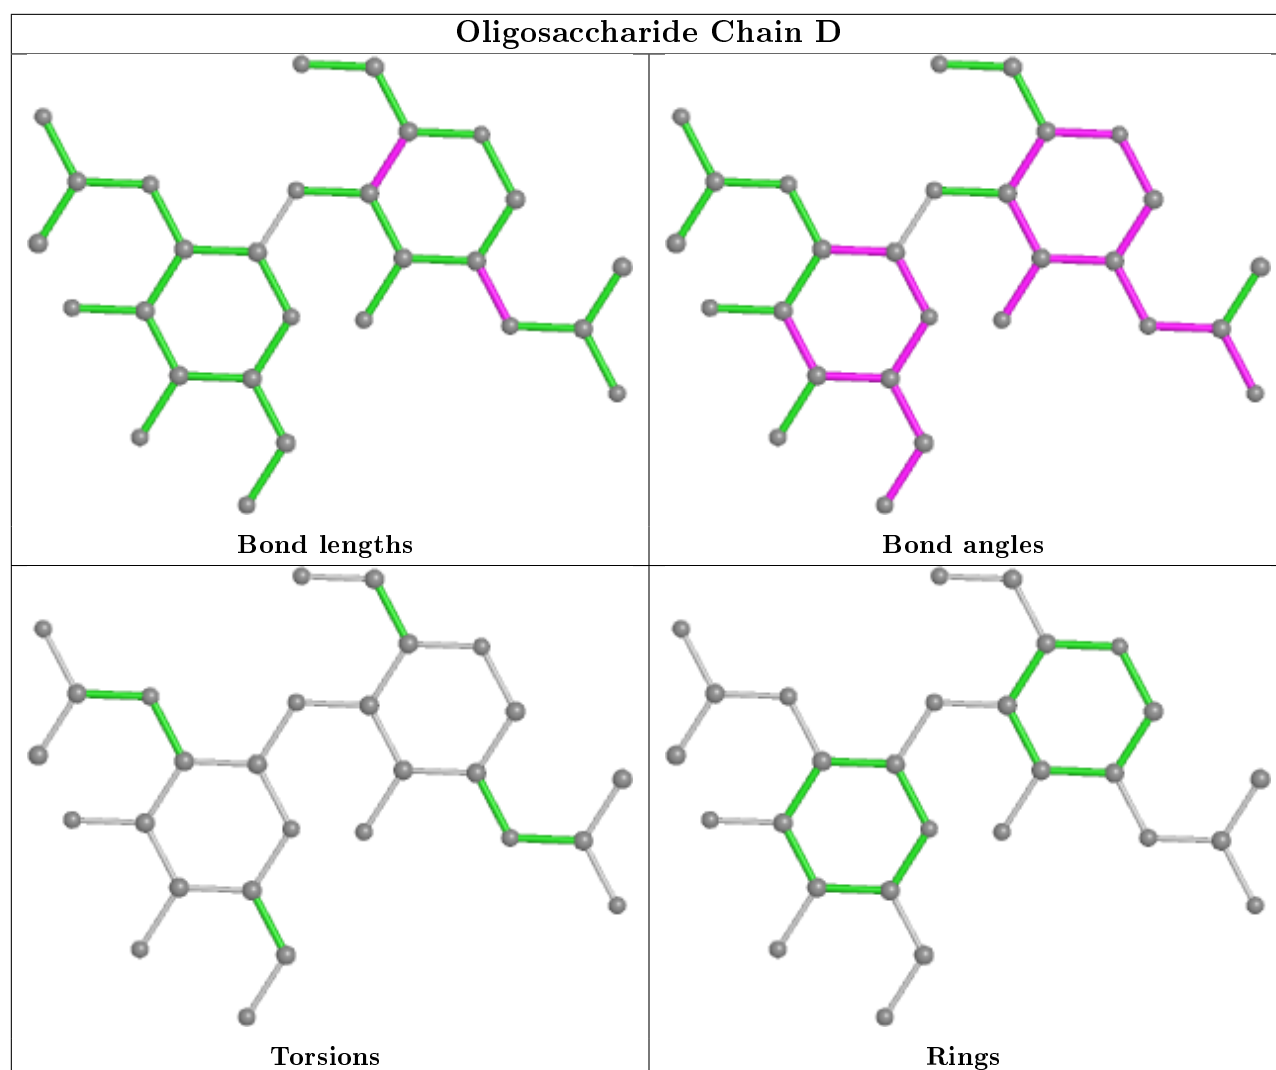 Oligosaccharide Chain D
Bond lengths
Bond angles
Torsions
Rings